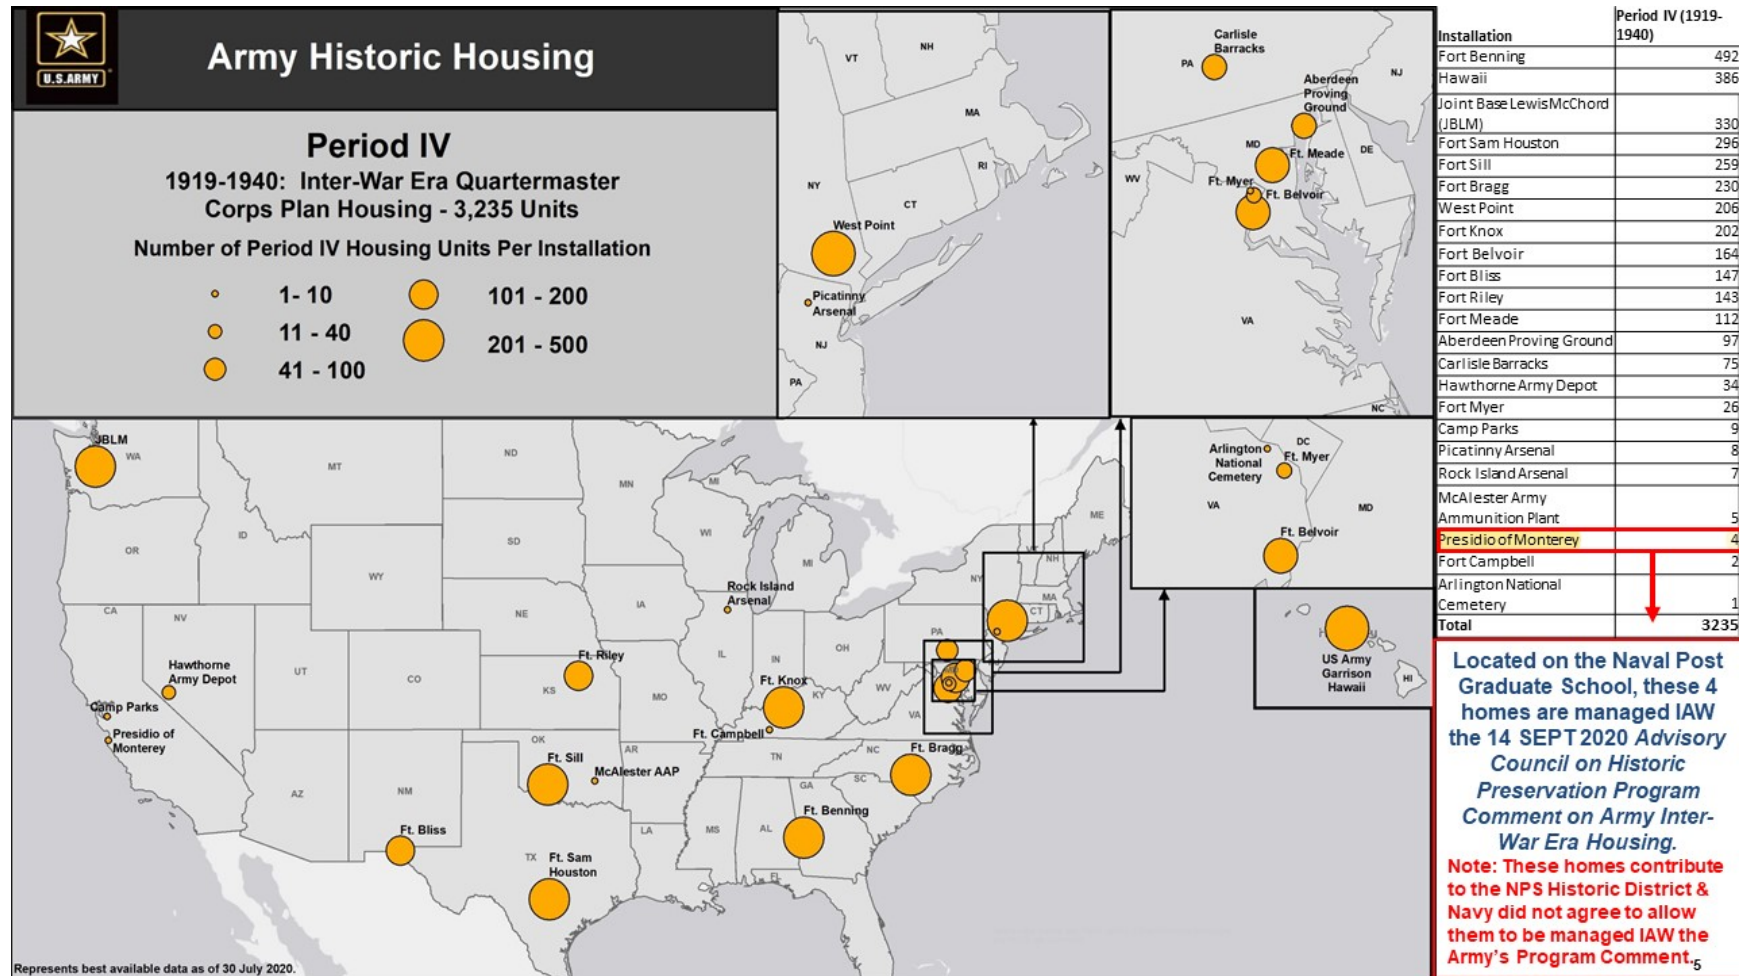 U.S.ARMY
Army Historic Housing
Period IV
1919-1940: Inter-War Era Quartermaster
Corps Plan Housing - 3,235 Units
Number of Period IV Housing Units Per Installation
1- 10
101 - 200
11 - 40
201 - 500
41 - 100
VT
NH
MA
NY
RI
CT
West Point
Picatinny
Arsenal
NJ
PA
Carlisle
Barracks
PA
NJ
Aberdeen
Proving
Ground
MD
Ft. Meade
DE
WV
Ft. Myer
Ft. Belvoir
VA
NC
JBLM
WA
MT
ND
MN
MI
ME
OR
ID
SD
WI
VT
NH
WY
MI
NY
MA
CT
Rock Island
Arsenal
CA
NV
NE
IA
PA
UT
CO
IL
IN
OH
Hawthorne
Army Depot
Ft. Riley
KS
MO
Ft. Knox
KY
WV
VA
Camp Parks
Presidio of
Monterey
Ft. Campbell
OK
AR
TN
NC
Ft. Bragg
AZ
NM
Ft. Sill
McAlester AAP
SC
GA
Ft. Benning
Ft. Bliss
LA
MS
AL
TX
Ft. Sam
Houston
FL
Arlington
National
Cemetery
DC
Ft. Myer
VA
MD
Ft. Belvoir
US Army
Garrison
Hawaii
HI
Represents best available data as of 30 July 2020.
Installation Period IV (1919-
1940)
Fort Benning 492
Hawaii 386
Joint Base LewisMcChord
(JBLM) 330
Fort Sam Houston 296
Fort Sill 259
Fort Bragg 230
West Point 206
Fort Knox 202
Fort Belvoir 164
Fort Bliss 147
Fort Riley 143
Fort Meade 112
Aberdeen Proving Ground 97
Carlisle Barracks 75
Hawthorne Army Depot 34
Fort Myer 26
Camp Parks 9
Picatinny Arsenal 8
Rock Island Arsenal 7
McAlester Army
Ammunition Plant 5
Presidio of Monterey 4
Fort Campbell 2
Arlington National
Cemetery 1
Total 3235
Located on the Naval Post
Graduate School, these 4
homes are managed IAW
the 14 SEPT 2020 Advisory
Council on Historic
Preservation Program
Comment on Army Inter-
War Era Housing.
Note: These homes contribute
to the NPS Historic District &
Navy did not agree to allow
them to be managed IAW the
Army's Program Comment.
5